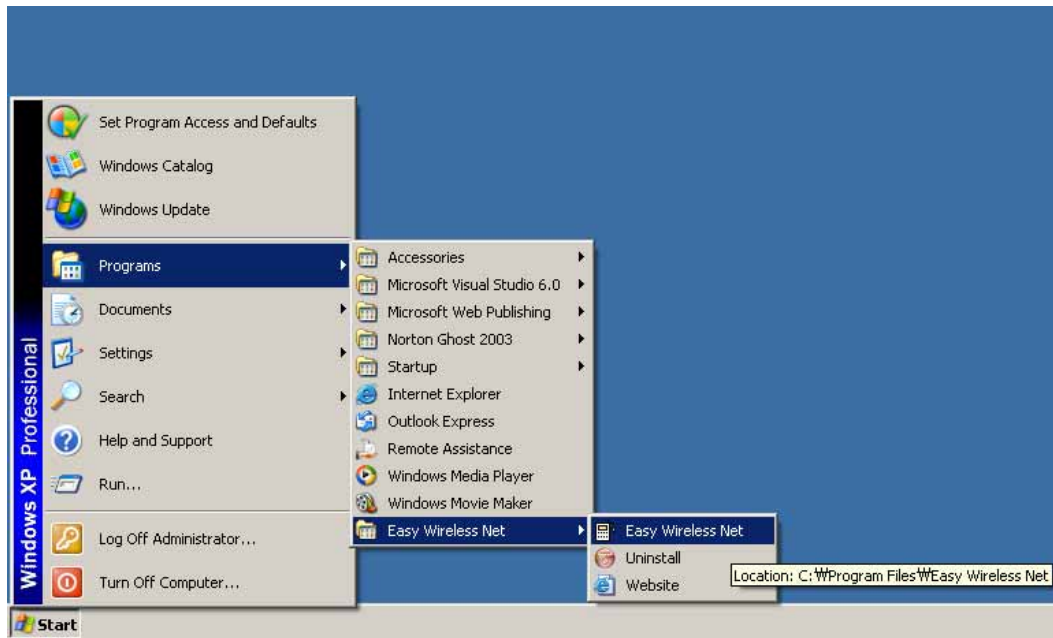 Set Program Access and Defaults
Windows Catalog
Windows Update
Programs
Documents
Settings
Search
Help and Support
Run...
Log Off Administrator...
Turn Off Computer...
Windows XP Professional
Accessories
Microsoft Visual Studio 6.0
Microsoft Web Publishing
Norton Ghost 2003
Startup
Internet Explorer
Outlook Express
Remote Assistance
Windows Media Player
Windows Movie Maker
Easy Wireless Net
Easy Wireless Net
Uninstall
Website
Location: C:₩Program Files₩Easy Wireless Net
Start